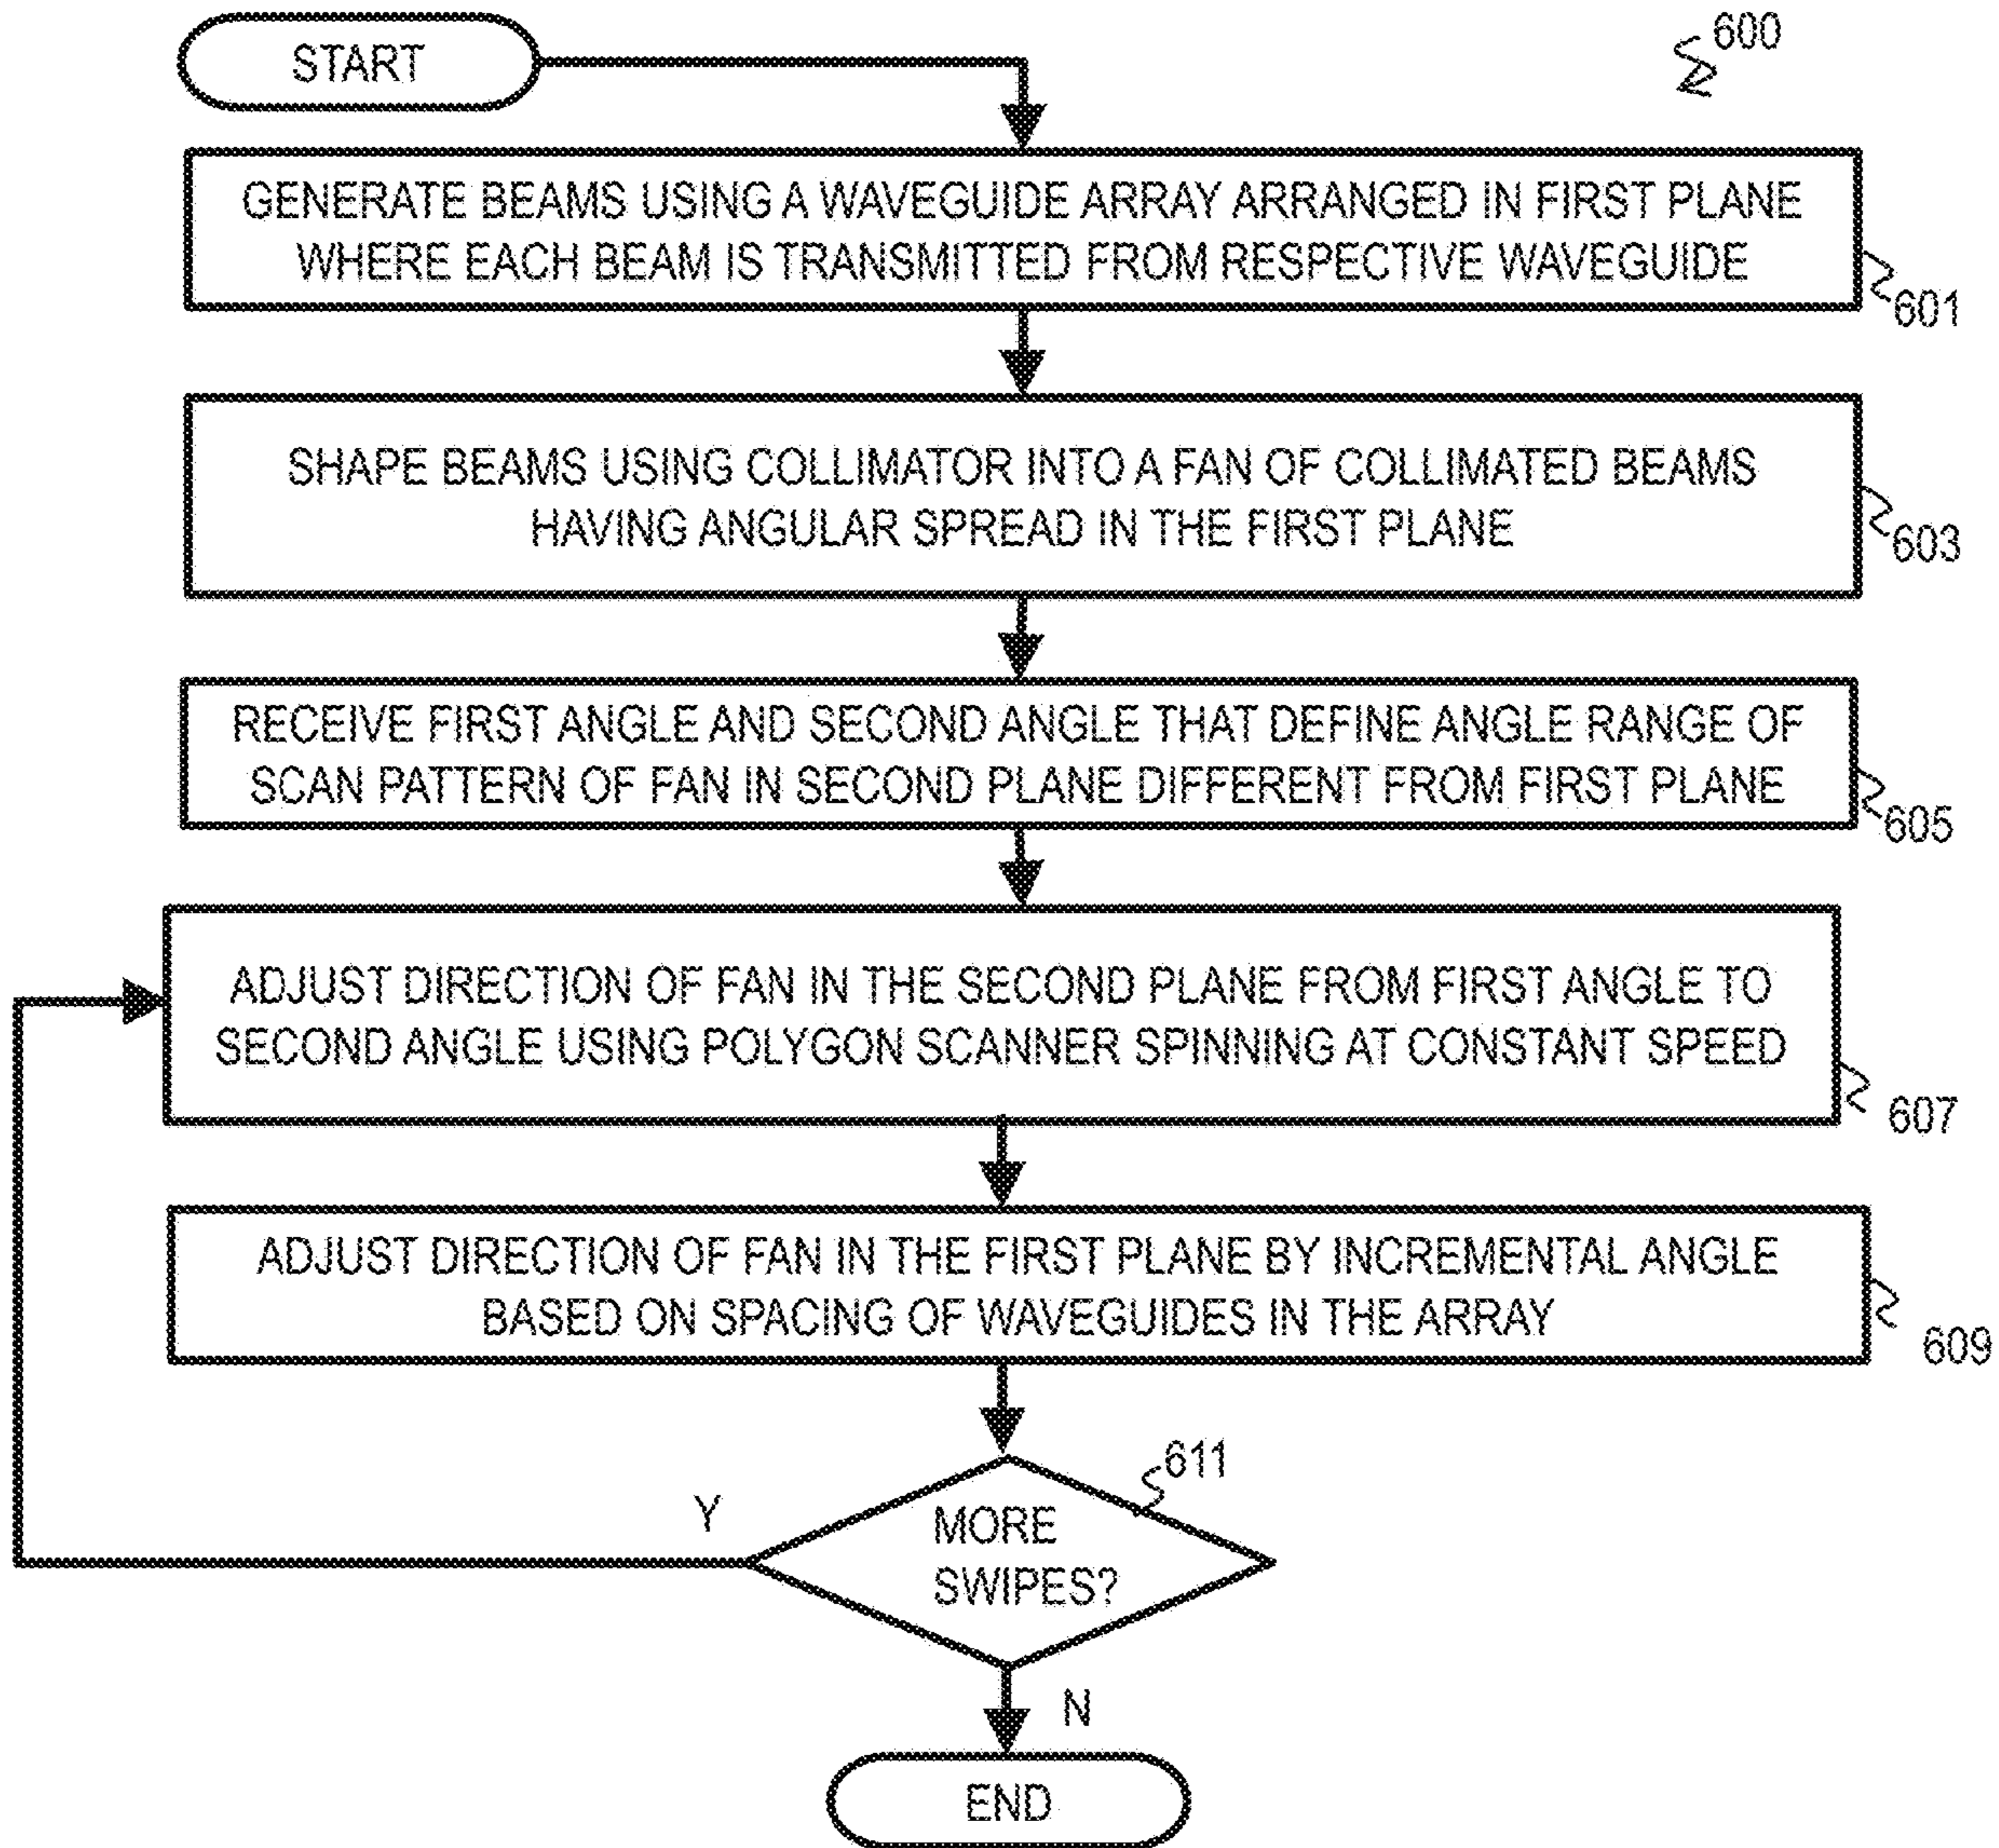 START
600
GENERATE BEAMS USING A WAVEGUIDE ARRAY ARRANGED IN FIRST PLANE
WHERE EACH BEAM IS TRANSMITTED FROM RESPECTIVE WAVEGUIDE
601
SHAPE BEAMS USING COLLIMATOR INTO A FAN OF COLLIMATED BEAMS
HAVING ANGULAR SPREAD IN THE FIRST PLANE
603
RECEIVE FIRST ANGLE AND SECOND ANGLE THAT DEFINE ANGLE RANGE OF
SCAN PATTERN OF FAN IN SECOND PLANE DIFFERENT FROM FIRST PLANE
605
ADJUST DIRECTION OF FAN IN THE SECOND PLANE FROM FIRST ANGLE TO
SECOND ANGLE USING POLYGON SCANNER SPINNING AT CONSTANT SPEED
607
ADJUST DIRECTION OF FAN IN THE FIRST PLANE BY INCREMENTAL ANGLE
BASED ON SPACING OF WAVEGUIDES IN THE ARRAY
609
611
Y
MORE
SWIPES?
N
END